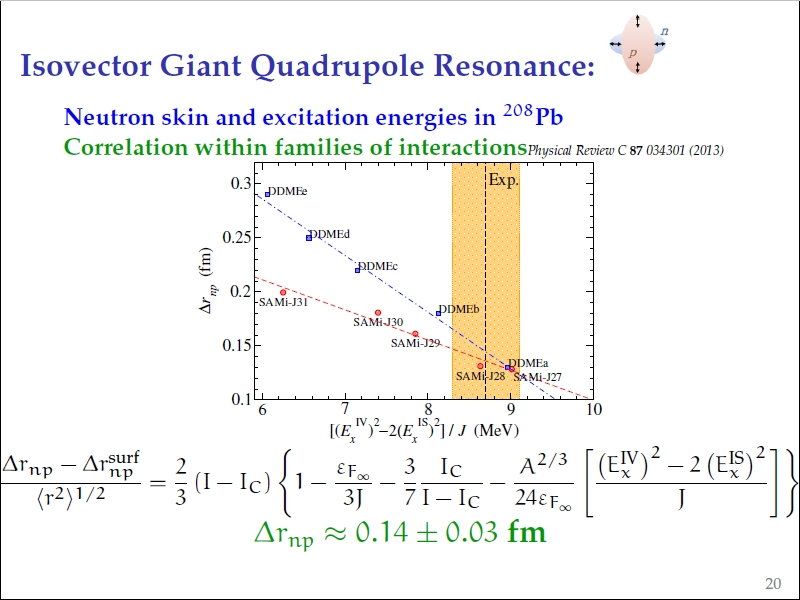 n
p
Isovector Giant Quadrupole Resonance:
Neutron skin and excitation energies in ²⁰⁸Pb
Correlation within families of interactions Physical Review C 87 034301 (2013)
0.3
0.25
0.2
0.15
0.1
Δr_np (fm)
Exp.
DDMEe
DDMEd
DDMEc
DDMEb
DDMEa
SAMi-J31
SAMi-J30
SAMi-J29
SAMi-J28
SAMi-J27
6 7 8 9 10
[(E_x^IV)²−2(E_x^IS)²] / J (MeV)
(Δr_np − Δr_np^surf) / ⟨r²⟩^1/2 = 2/3 (I − I_C) { 1 − ε_F∞/3J − 3/7 I_C/(I − I_C) − A^2/3/24ε_F∞ [ ((E_x^IV)² − 2 (E_x^IS)²) / J ] }
Δr_np ≈ 0.14 ± 0.03 fm
20